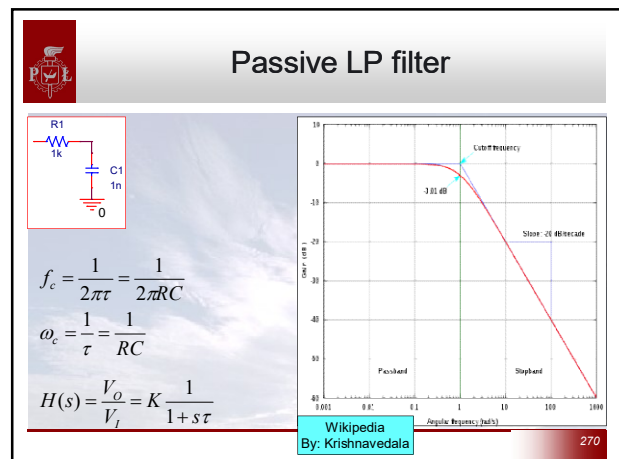 P Ł
Passive LP filter
R1
1k
C1
1n
0
f_c = 1/(2πτ) = 1/(2πRC)
ω_c = 1/τ = 1/(RC)
H(s) = V_O/V_I = K 1/(1+sτ)
10
0
-10
-20
-30
-40
-50
-60
Gain (dB)
Cutoff frequency
-3.01 dB
Slope: -20 dB/decade
Passband
Stopband
0.001 0.01 0.1 1 10 100 1000
Angular frequency (rad/s)
Wikipedia
By: Krishnavedala
270